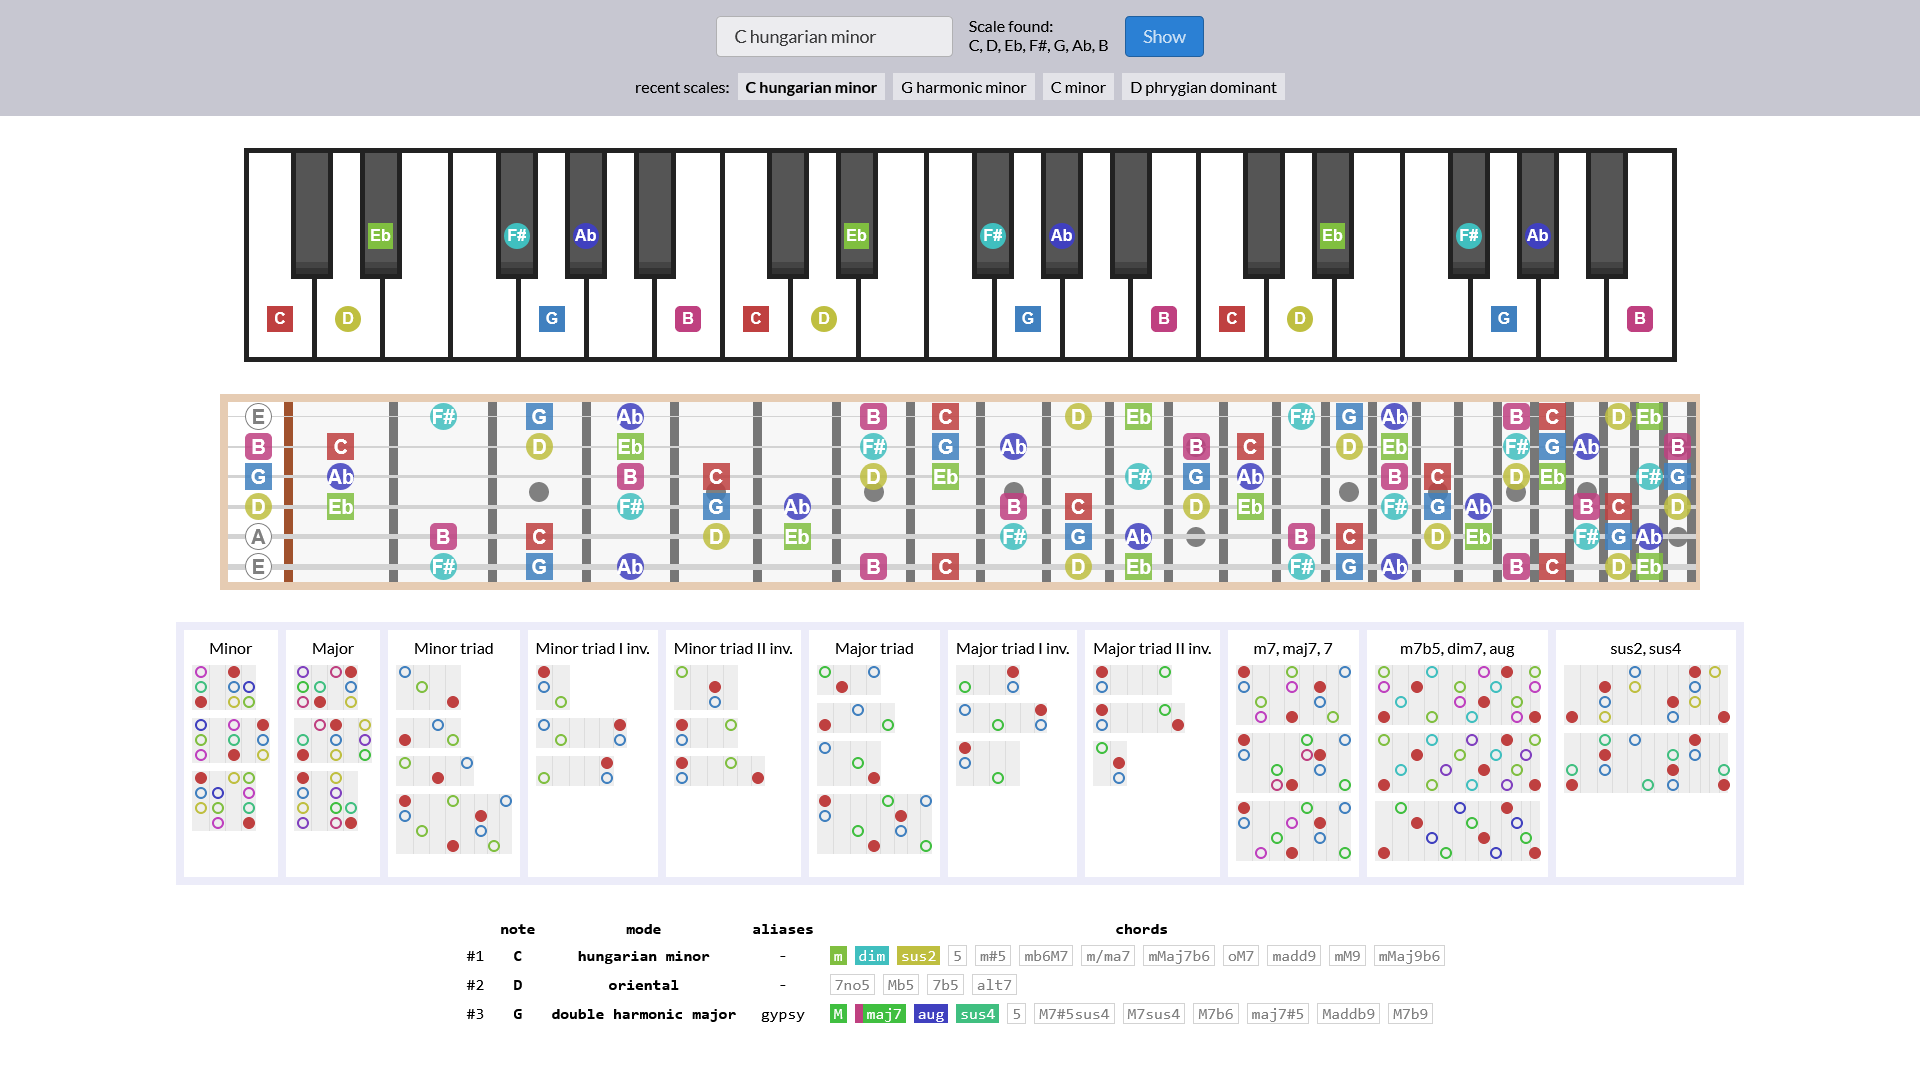 C hungarian minor
Scale found:
C, D, Eb, F#, G, Ab, B
Show
recent scales: C hungarian minor G harmonic minor C minor D phrygian dominant
Eb F# Ab Eb F# Ab Eb F# Ab
C D G B C D G B C D G B
E F# G Ab B C D Eb F# G Ab B C D Eb
B C D Eb F# G Ab B C D Eb F# G Ab B
G Ab B C D Eb F# G Ab B C D Eb F# G
D Eb F# G Ab B C D Eb F# G Ab B C D
A B C D Eb F# G Ab B C D Eb F# G Ab
E F# G Ab B C D Eb F# G Ab B C D Eb
Minor Major Minor triad Minor triad I inv. Minor triad II inv. Major triad Major triad I inv. Major triad II inv. m7, maj7, 7 m7b5, dim7, aug sus2, sus4
note mode aliases chords
#1 C hungarian minor - m dim sus2 5 m#5 mb6M7 m/ma7 mMaj7b6 oM7 madd9 mM9 mMaj9b6
#2 D oriental - 7no5 Mb5 7b5 alt7
#3 G double harmonic major gypsy M maj7 aug sus4 5 M7#5sus4 M7sus4 M7b6 maj7#5 Maddb9 M7b9